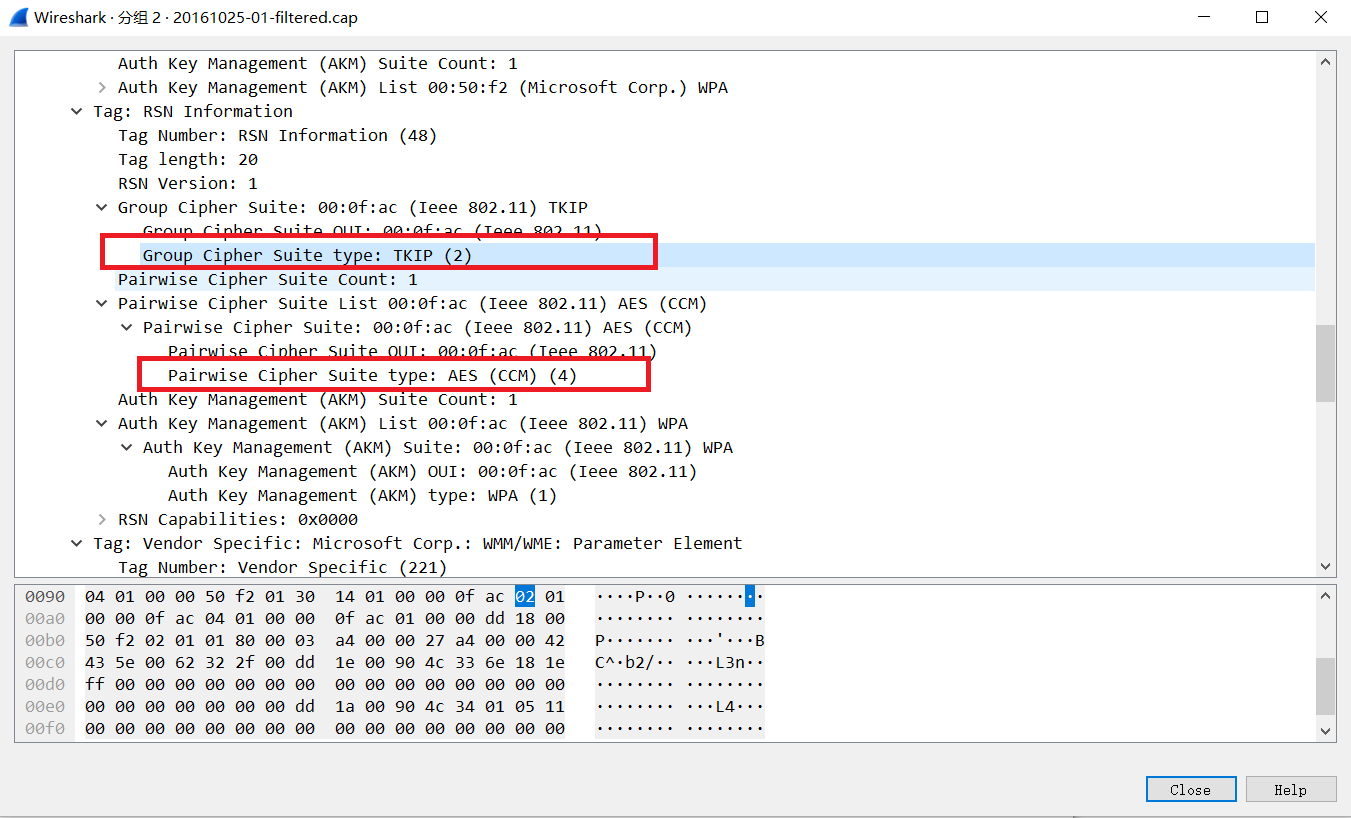 Wireshark · 分组 2 · 20161025-01-filtered.cap
Auth Key Management (AKM) Suite Count: 1
Auth Key Management (AKM) List 00:50:f2 (Microsoft Corp.) WPA
Tag: RSN Information
Tag Number: RSN Information (48)
Tag length: 20
RSN Version: 1
Group Cipher Suite: 00:0f:ac (Ieee 802.11) TKIP
Group Cipher Suite OUI: 00:0f:ac (Ieee 802.11)
Group Cipher Suite type: TKIP (2)
Pairwise Cipher Suite Count: 1
Pairwise Cipher Suite List 00:0f:ac (Ieee 802.11) AES (CCM)
Pairwise Cipher Suite: 00:0f:ac (Ieee 802.11) AES (CCM)
Pairwise Cipher Suite OUI: 00:0f:ac (Ieee 802.11)
Pairwise Cipher Suite type: AES (CCM) (4)
Auth Key Management (AKM) Suite Count: 1
Auth Key Management (AKM) List 00:0f:ac (Ieee 802.11) WPA
Auth Key Management (AKM) Suite: 00:0f:ac (Ieee 802.11) WPA
Auth Key Management (AKM) OUI: 00:0f:ac (Ieee 802.11)
Auth Key Management (AKM) type: WPA (1)
RSN Capabilities: 0x0000
Tag: Vendor Specific: Microsoft Corp.: WMM/WME: Parameter Element
Tag Number: Vendor Specific (221)
0090 04 01 00 00 50 f2 01 30 14 01 00 00 0f ac 02 01 ····P··0 ········
00a0 00 00 0f ac 04 01 00 00 0f ac 01 00 00 dd 18 00 ········ ········
00b0 50 f2 02 01 01 80 00 03 a4 00 00 27 a4 00 00 42 P······· ···'···B
00c0 43 5e 00 62 32 2f 00 dd 1e 00 90 4c 33 6e 18 1e C^·b2/·· ···L3n··
00d0 ff 00 00 00 00 00 00 00 00 00 00 00 00 00 00 00 ········ ········
00e0 00 00 00 00 00 00 00 dd 1a 00 90 4c 34 01 05 11 ········ ···L4···
00f0 00 00 00 00 00 00 00 00 00 00 00 00 00 00 00 00 ········ ········
Close Help